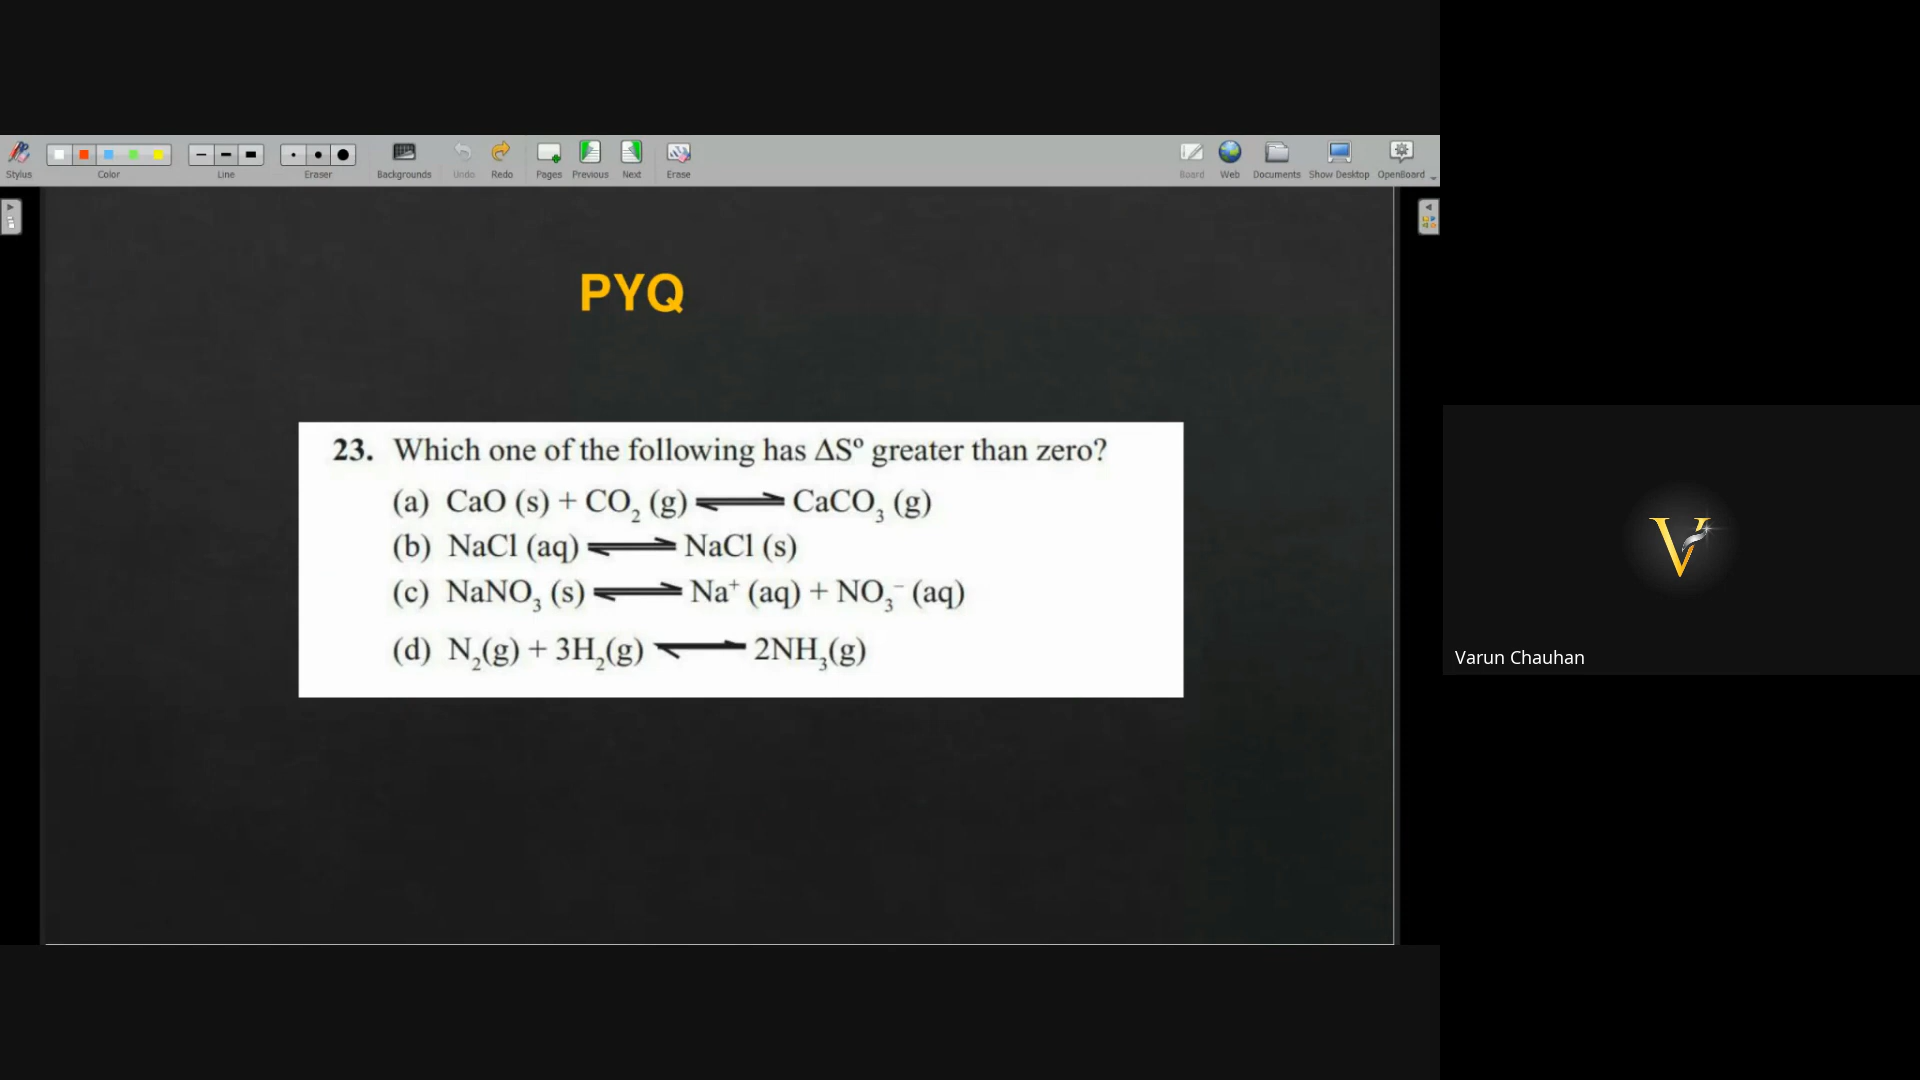 Stylus Color Line Eraser Backgrounds Undo Redo Pages Previous Next Erase Board Web Documents Show Desktop OpenBoard
PYQ
23. Which one of the following has ΔS° greater than zero?
(a) CaO (s) + CO₂ (g) ⇌ CaCO₃ (g)
(b) NaCl (aq) ⇌ NaCl (s)
(c) NaNO₃ (s) ⇌ Na⁺ (aq) + NO₃⁻ (aq)
(d) N₂(g) + 3H₂(g) ⇌ 2NH₃(g)
V
Varun Chauhan